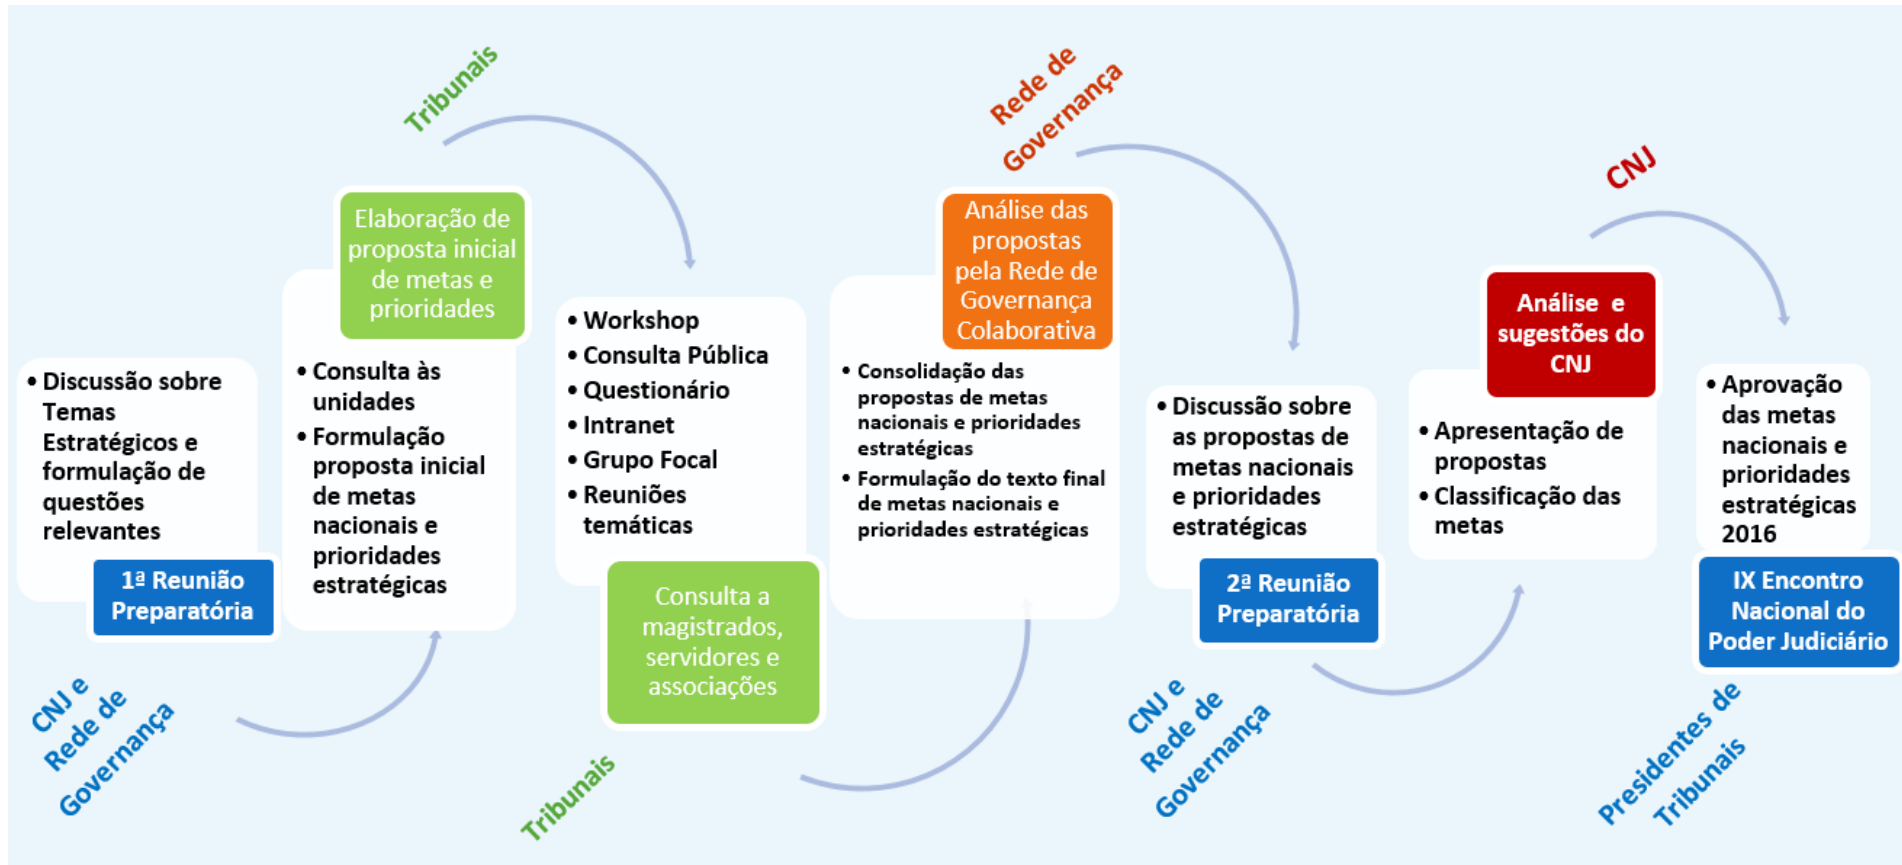 • Discussão sobre
Temas
Estratégicos e
formulação de
questões
relevantes
1ª Reunião
Preparatória
CNJ e
Rede de
Governança
Tribunais
Elaboração de
proposta inicial
de metas e
prioridades
• Consulta às
unidades
• Formulação
proposta inicial
de metas
nacionais e
prioridades
estratégicas
• Workshop
• Consulta Pública
• Questionário
• Intranet
• Grupo Focal
• Reuniões
temáticas
Consulta a
magistrados,
servidores e
associações
Tribunais
Rede de
Governança
Análise das
propostas
pela Rede de
Governança
Colaborativa
• Consolidação das
propostas de metas
nacionais e prioridades
estratégicas
• Formulação do texto final
de metas nacionais e
prioridades estratégicas
• Discussão sobre
as propostas de
metas nacionais
e prioridades
estratégicas
2ª Reunião
Preparatória
CNJ e
Rede de
Governança
CNJ
Análise e
sugestões do
CNJ
• Apresentação de
propostas
• Classificação das
metas
• Aprovação
das metas
nacionais e
prioridades
estratégicas
2016
IX Encontro
Nacional do
Poder Judiciário
Presidentes de
Tribunais